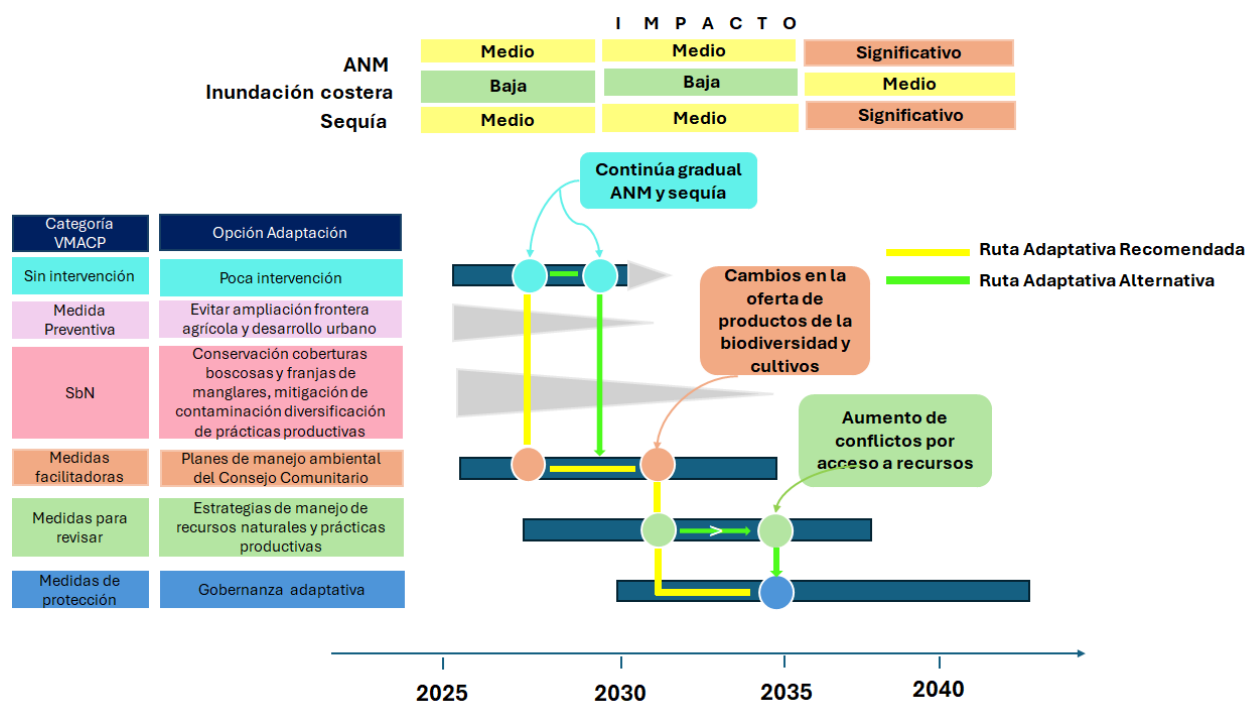 I M P A C T O
ANM
Medio
Medio
Significativo
Inundación costera
Baja
Baja
Medio
Sequía
Medio
Medio
Significativo
Continúa gradual
ANM y sequía
Categoría
VMACP
Opción Adaptación
Ruta Adaptativa Recomendada
Ruta Adaptativa Alternativa
Sin intervención
Poca intervención
Cambios en la
oferta de
productos de la
biodiversidad y
cultivos
Medida
Preventiva
Evitar ampliación frontera
agrícola y desarrollo urbano
SbN
Conservación coberturas
boscosas y franjas de
manglares, mitigación de
contaminación diversificación
de prácticas productivas
Aumento de
conflictos por
acceso a recursos
Medidas
facilitadoras
Planes de manejo ambiental
del Consejo Comunitario
Medidas para
revisar
Estrategias de manejo de
recursos naturales y prácticas
productivas
>
Medidas de
protección
Gobernanza adaptativa
2025
2030
2035
2040